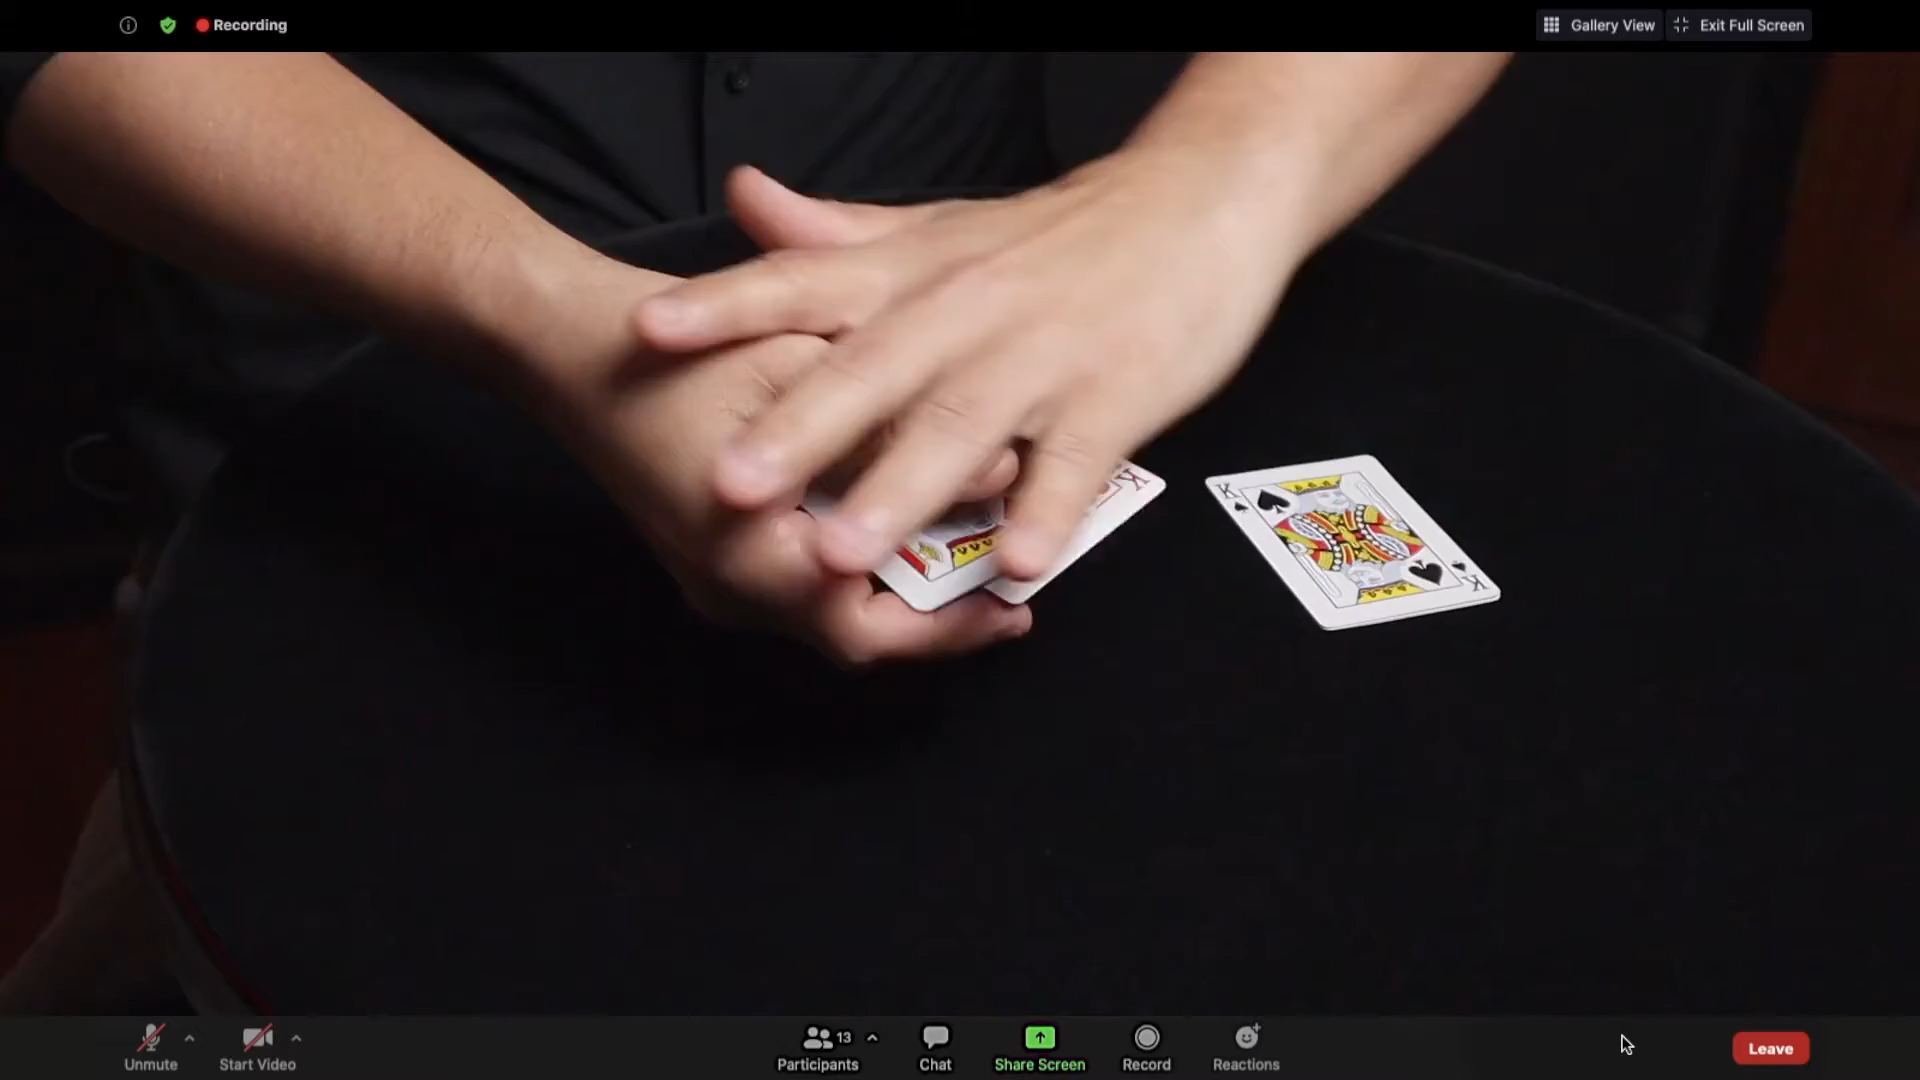 Recording
Gallery View
Exit Full Screen
K
K
K
Unmute
Start Video
13
Participants
Chat
Share Screen
Record
Reactions
Leave